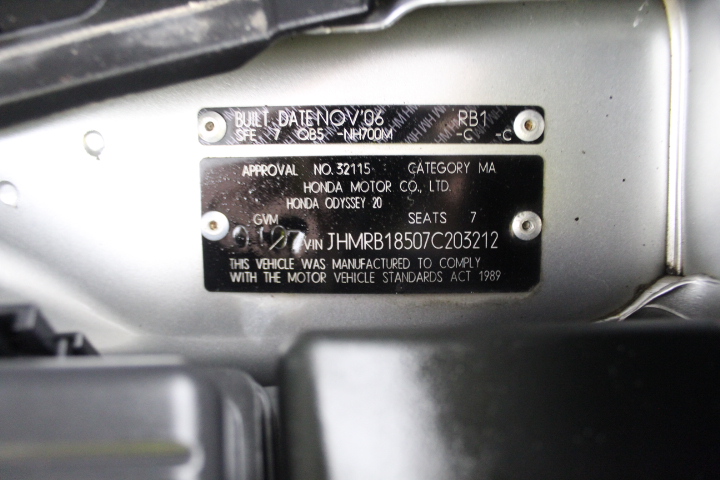 BUILT DATE NOV'06 RB1
SFE 7 QB5 -NH700M -C -C
APPROVAL NO. 32115 CATEGORY MA
HONDA MOTOR CO., LTD.
HONDA ODYSSEY 20
GVM SEATS 7
VIN JHMRB18507C203212
THIS VEHICLE WAS MANUFACTURED TO COMPLY
WITH THE MOTOR VEHICLE STANDARDS ACT 1989